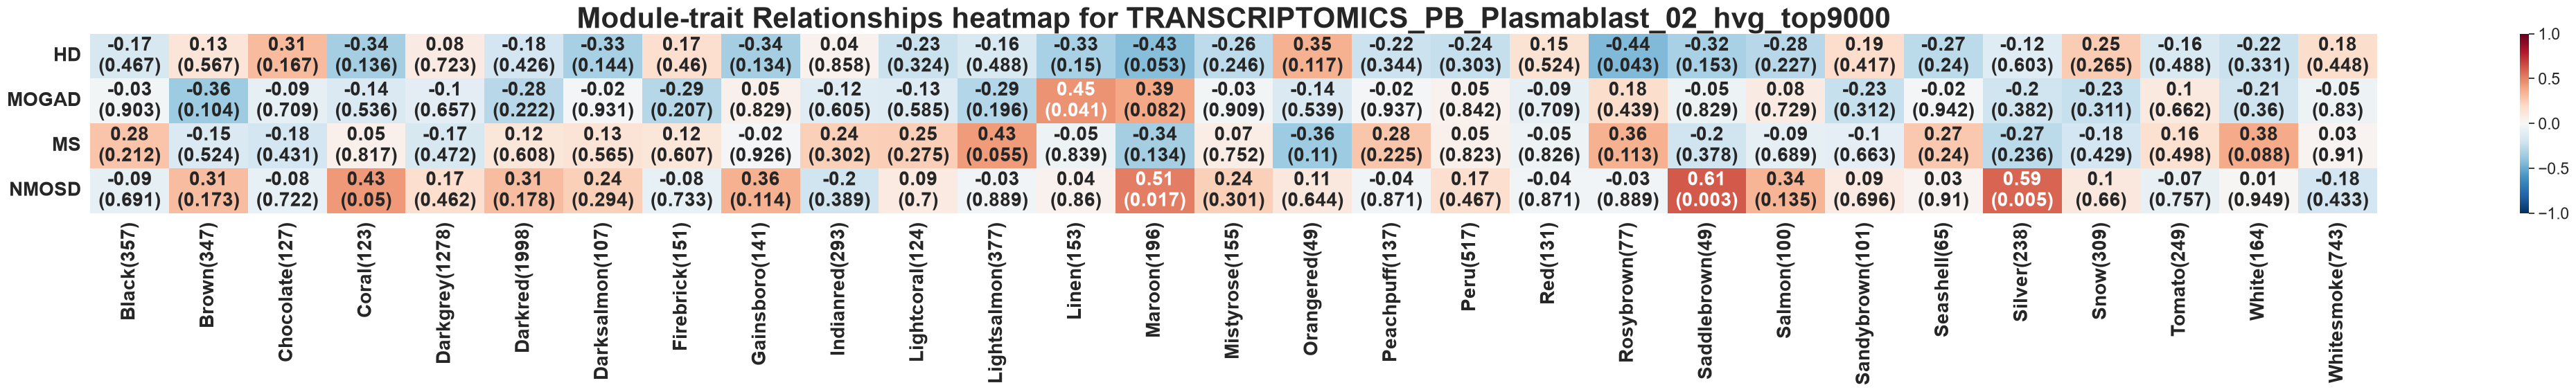 Module-trait Relationships heatmap for TRANSCRIPTOMICS_PB_Plasmablast_02_hvg_top9000
HD -0.17 0.13 0.31 -0.34 0.08 -0.18 -0.33 0.17 -0.34 0.04 -0.23 -0.16 -0.33 -0.43 -0.26 0.35 -0.22 -0.24 0.15 -0.44 -0.32 -0.28 0.19 -0.27 -0.12 0.25 -0.16 -0.22 0.18
(0.467) (0.567) (0.167) (0.136) (0.723) (0.426) (0.144) (0.46) (0.134) (0.858) (0.324) (0.488) (0.15) (0.053) (0.246) (0.117) (0.344) (0.303) (0.524) (0.043) (0.153) (0.227) (0.417) (0.24) (0.603) (0.265) (0.488) (0.331) (0.448)
MOGAD -0.03 -0.36 -0.09 -0.14 -0.1 -0.28 -0.02 -0.29 0.05 -0.12 -0.13 -0.29 0.45 0.39 -0.03 -0.14 -0.02 0.05 -0.09 0.18 -0.05 0.08 -0.23 -0.02 -0.2 -0.23 0.1 -0.21 -0.05
(0.903) (0.104) (0.709) (0.536) (0.657) (0.222) (0.931) (0.207) (0.829) (0.605) (0.585) (0.196) (0.041) (0.082) (0.909) (0.539) (0.937) (0.842) (0.709) (0.439) (0.829) (0.729) (0.312) (0.942) (0.382) (0.311) (0.662) (0.36) (0.83)
MS 0.28 -0.15 -0.18 0.05 -0.17 0.12 0.13 0.12 -0.02 0.24 0.25 0.43 -0.05 -0.34 0.07 -0.36 0.28 0.05 -0.05 0.36 -0.2 -0.09 -0.1 0.27 -0.27 -0.18 0.16 0.38 0.03
(0.212) (0.524) (0.431) (0.817) (0.472) (0.608) (0.565) (0.607) (0.926) (0.302) (0.275) (0.055) (0.839) (0.134) (0.752) (0.11) (0.225) (0.823) (0.826) (0.113) (0.378) (0.689) (0.663) (0.24) (0.236) (0.429) (0.498) (0.088) (0.91)
NMOSD -0.09 0.31 -0.08 0.43 0.17 0.31 0.24 -0.08 0.36 -0.2 0.09 -0.03 0.04 0.51 0.24 0.11 -0.04 0.17 -0.04 -0.03 0.61 0.34 0.09 0.03 0.59 0.1 -0.07 0.01 -0.18
(0.691) (0.173) (0.722) (0.05) (0.462) (0.178) (0.294) (0.733) (0.114) (0.389) (0.7) (0.889) (0.86) (0.017) (0.301) (0.644) (0.871) (0.467) (0.871) (0.889) (0.003) (0.135) (0.696) (0.91) (0.005) (0.66) (0.757) (0.949) (0.433)
Black(357)
Brown(347)
Chocolate(127)
Coral(123)
Darkgrey(1278)
Darkred(1998)
Darksalmon(107)
Firebrick(151)
Gainsboro(141)
Indianred(293)
Lightcoral(124)
Lightsalmon(377)
Linen(153)
Maroon(196)
Mistyrose(155)
Orangered(49)
Peachpuff(137)
Peru(517)
Red(131)
Rosybrown(77)
Saddlebrown(49)
Salmon(100)
Sandybrown(101)
Seashell(65)
Silver(238)
Snow(309)
Tomato(249)
White(164)
Whitesmoke(743)
1.0
0.5
0.0
−0.5
−1.0